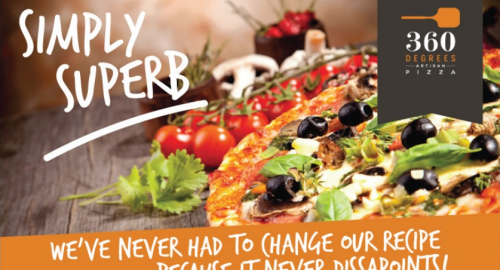 SIMPLY
SUPERB
360
DEGREES
ARTISAN
PIZZA
WE'VE NEVER HAD TO CHANGE OUR RECIPE
BECAUSE IT NEVER DISSAPOINTS!